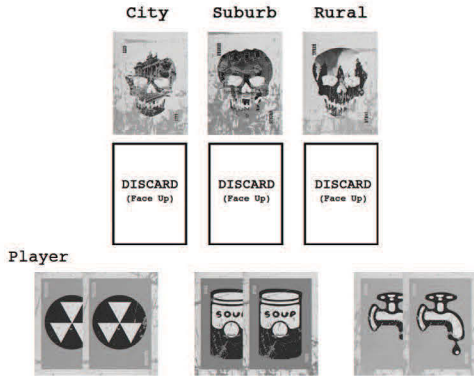 City Suburb Rural
DISCARD DISCARD DISCARD
(Face Up) (Face Up) (Face Up)
Player
SOUP SOUP